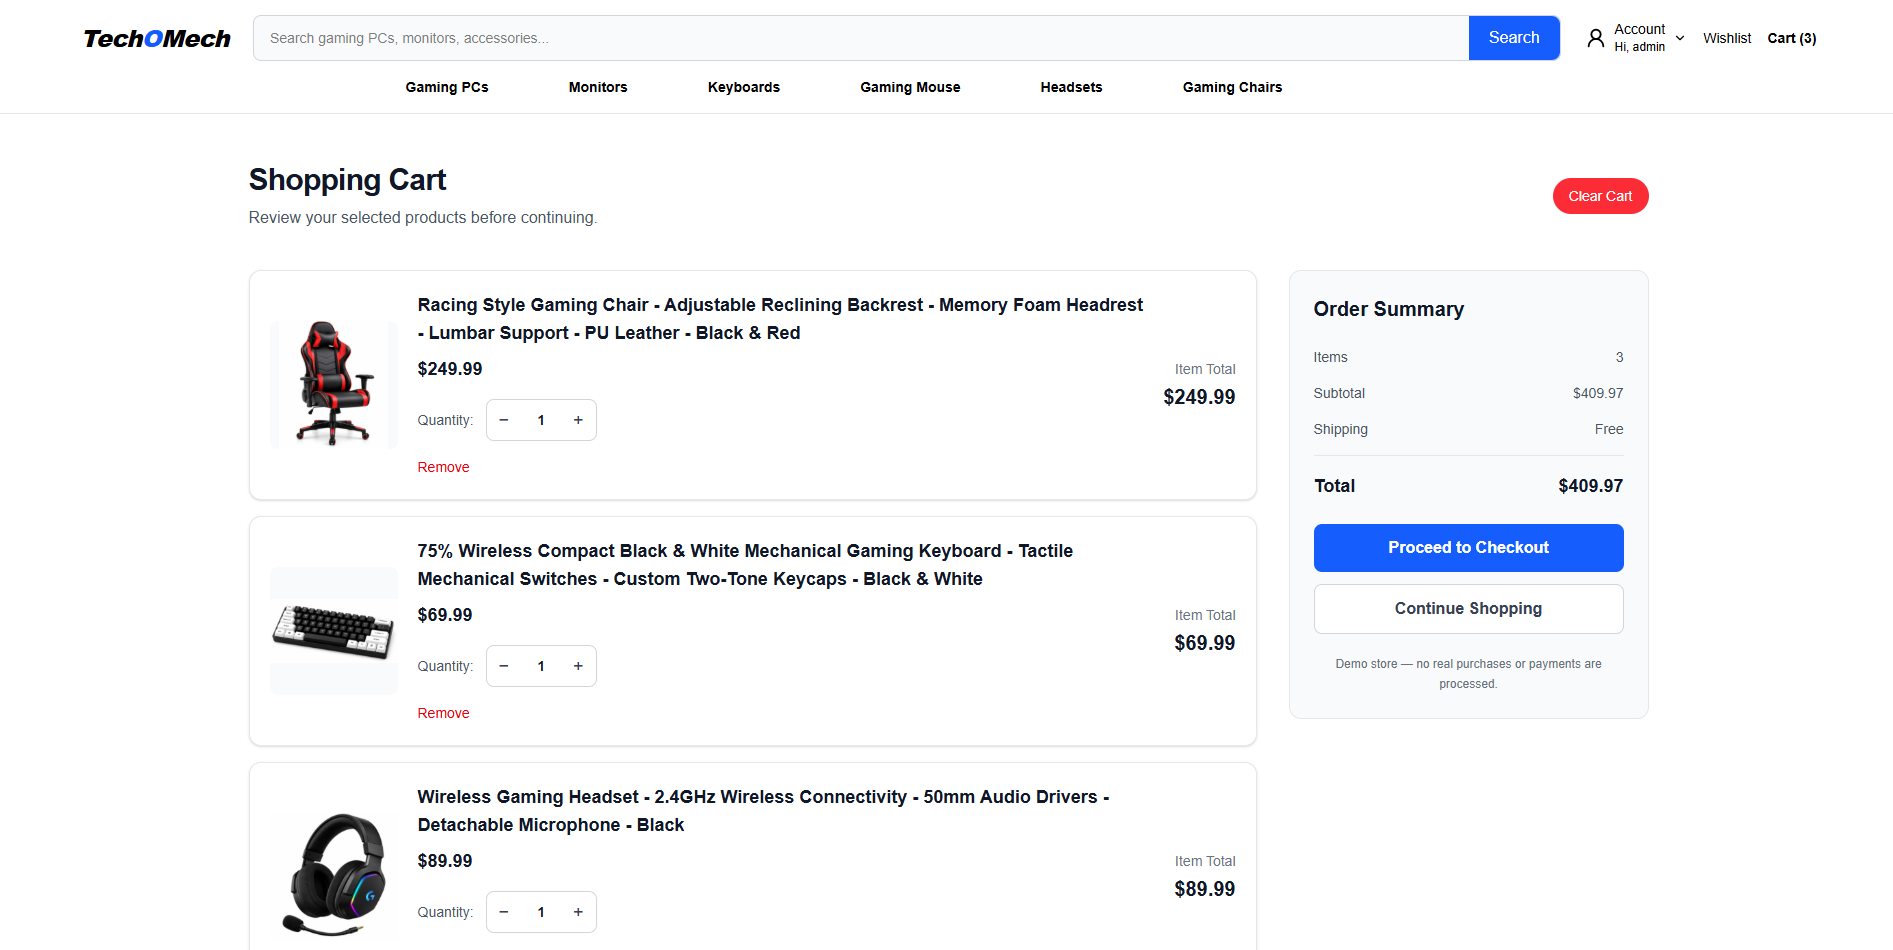 TechOMech
Search gaming PCs, monitors, accessories...
Search
Account
Hi, admin
Wishlist
Cart (3)
Gaming PCs
Monitors
Keyboards
Gaming Mouse
Headsets
Gaming Chairs
Shopping Cart
Review your selected products before continuing.
Clear Cart
Racing Style Gaming Chair - Adjustable Reclining Backrest - Memory Foam Headrest
- Lumbar Support - PU Leather - Black & Red
$249.99
Item Total
$249.99
Quantity:
− 1 +
Remove
75% Wireless Compact Black & White Mechanical Gaming Keyboard - Tactile
Mechanical Switches - Custom Two-Tone Keycaps - Black & White
$69.99
Item Total
$69.99
Quantity:
− 1 +
Remove
Wireless Gaming Headset - 2.4GHz Wireless Connectivity - 50mm Audio Drivers -
Detachable Microphone - Black
$89.99
Item Total
$89.99
Quantity:
− 1 +
Order Summary
Items 3
Subtotal $409.97
Shipping Free
Total $409.97
Proceed to Checkout
Continue Shopping
Demo store — no real purchases or payments are
processed.